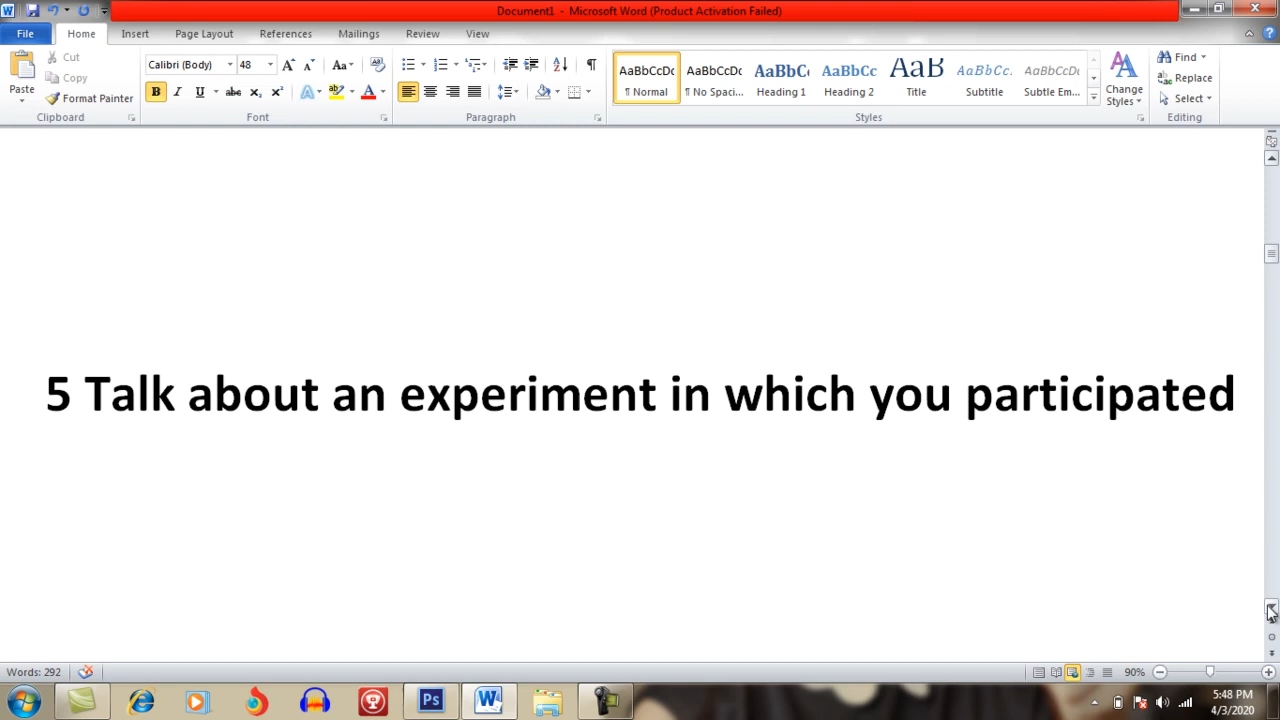 Document1 - Microsoft Word (Product Activation Failed)
File Home Insert Page Layout References Mailings Review View
Paste
Cut
Copy
Format Painter
Clipboard
Calibri (Body) 48
Font
Paragraph
AaBbCcDc AaBbCcDc AaBbCc AaBbCc AaB AaBbCc. AaBbCcDc
¶ Normal ¶ No Spaci... Heading 1 Heading 2 Title Subtitle Subtle Em...
Change
Styles
Styles
Find
Replace
Select
Editing
5 Talk about an experiment in which you participated
Words: 292
90%
Ps
5:48 PM
4/3/2020